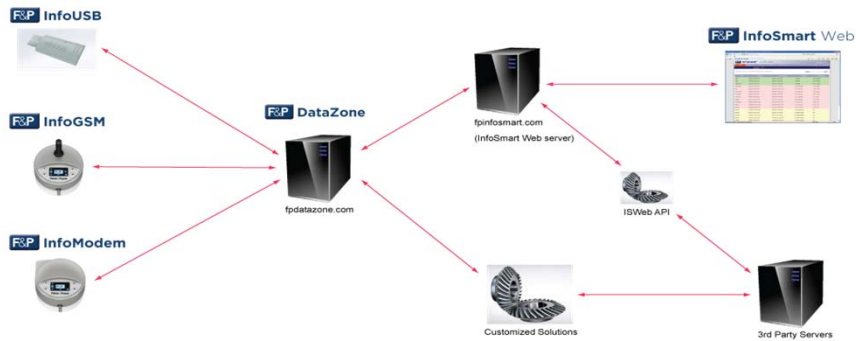 F&P InfoUSB
F&P InfoSmart Web
F&P InfoGSM
F&P DataZone
fpinfosmart.com
(InfoSmart Web server)
fpdatazone.com
ISWeb API
F&P InfoModem
Customized Solutions
3rd Party Servers